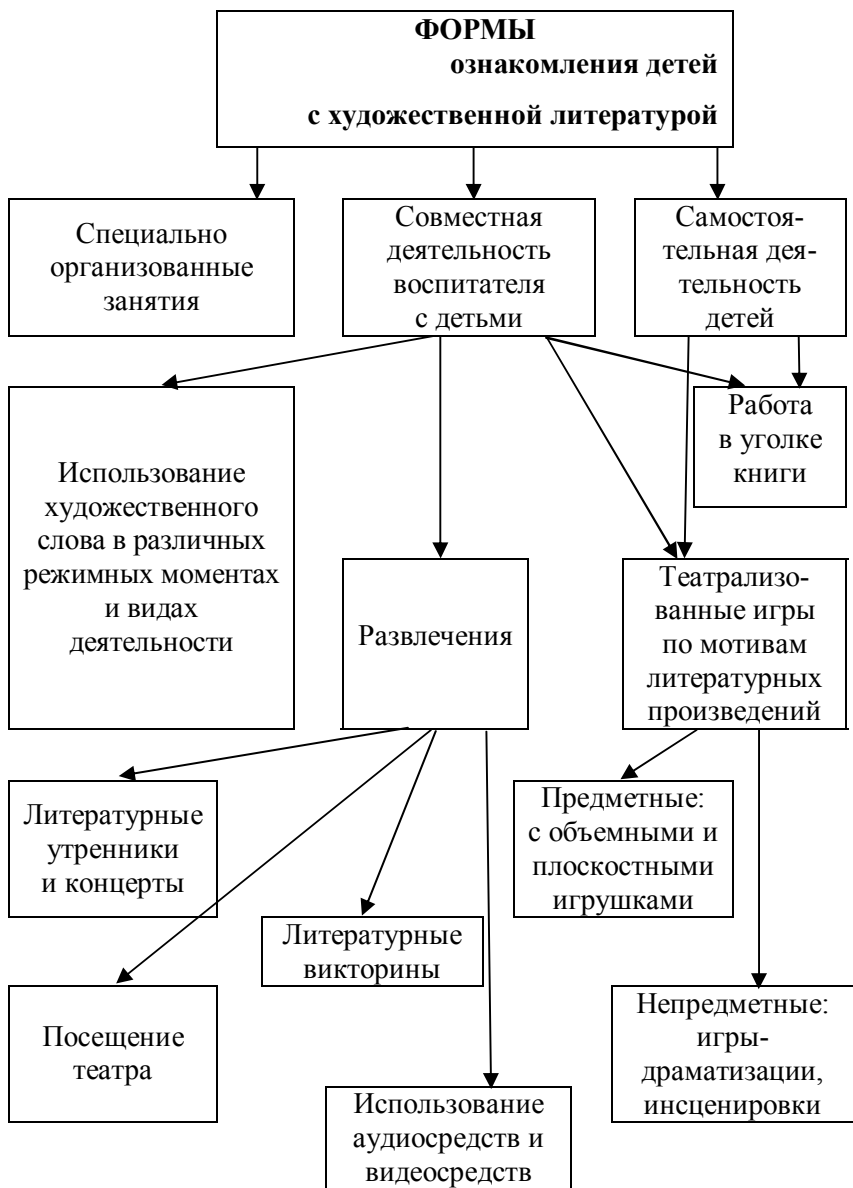 ФОРМЫ
ознакомления детей
с художественной литературой
Специально
организованные
занятия
Совместная
деятельность
воспитателя
с детьми
Самостоя-
тельная дея-
тельность
детей
Использование
художественного
слова в различных
режимных моментах
и видах
деятельности
Развлечения
Работа
в уголке
книги
Театрализо-
ванные игры
по мотивам
литературных
произведений
Литературные
утренники
и концерты
Предметные:
с объемными и
плоскостными
игрушками
Литературные
викторины
Посещение
театра
Непредметные:
игры-
драматизации,
инсценировки
Использование
аудиосредств и
видеосредств